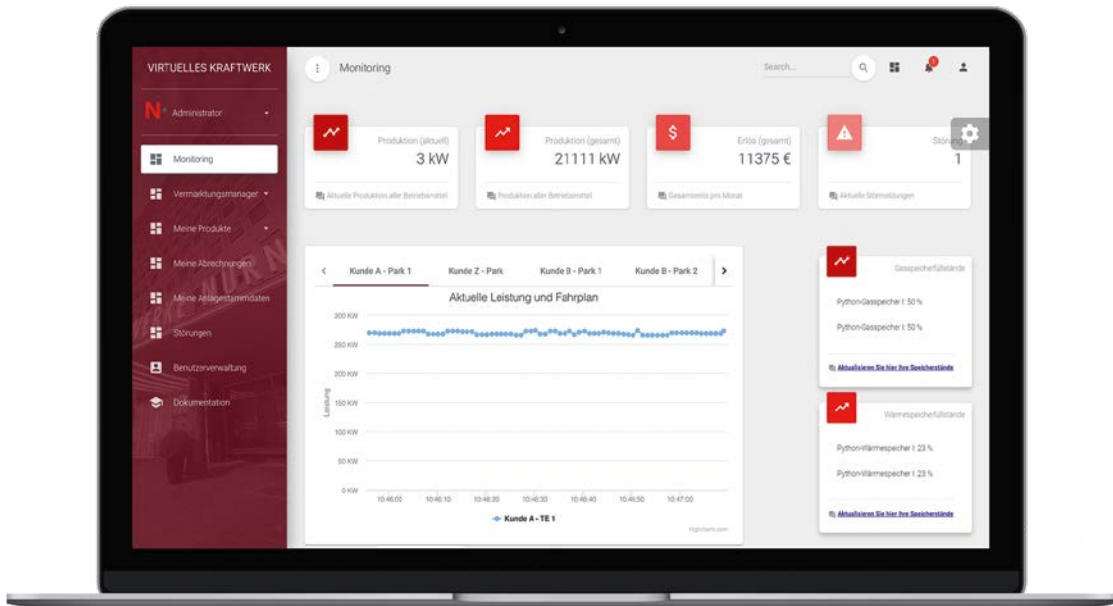 VIRTUELLES KRAFTWERK
N Administrator
Monitoring
Vermarktungsmanager
Meine Produkte
Meine Abrechnungen
Meine Anlagestammdaten
Störungen
Benutzerverwaltung
Dokumentation
Monitoring
Search...
1
Produktion (aktuell)
3 kW
Aktuelle Produktion aller Betriebsmittel
Produktion (gesamt)
21111 kW
Produktion aller Betriebsmittel
$
Erlös (gesamt)
11375 €
Gesamterlös pro Monat
Störung
1
Aktuelle Störmeldungen
Kunde A - Park 1
Kunde Z - Park
Kunde B - Park 1
Kunde B - Park 2
Aktuelle Leistung und Fahrplan
Leistung
300 KW
250 KW
200 KW
150 KW
100 KW
50 KW
0 KW
10:46:00 10:46:10 10:46:20 10:46:30 10:46:40 10:46:50 10:47:00
Kunde A - TE 1
Highcharts.com
Gasspeicherfüllstände
Python-Gasspeicher I: 50 %
Python-Gasspeicher I: 50 %
Aktualisieren Sie hier Ihre Speicherstände
Wärmespeicherfüllstände
Python-Wärmespeicher I: 23 %
Python-Wärmespeicher I: 23 %
Aktualisieren Sie hier Ihre Speicherstände